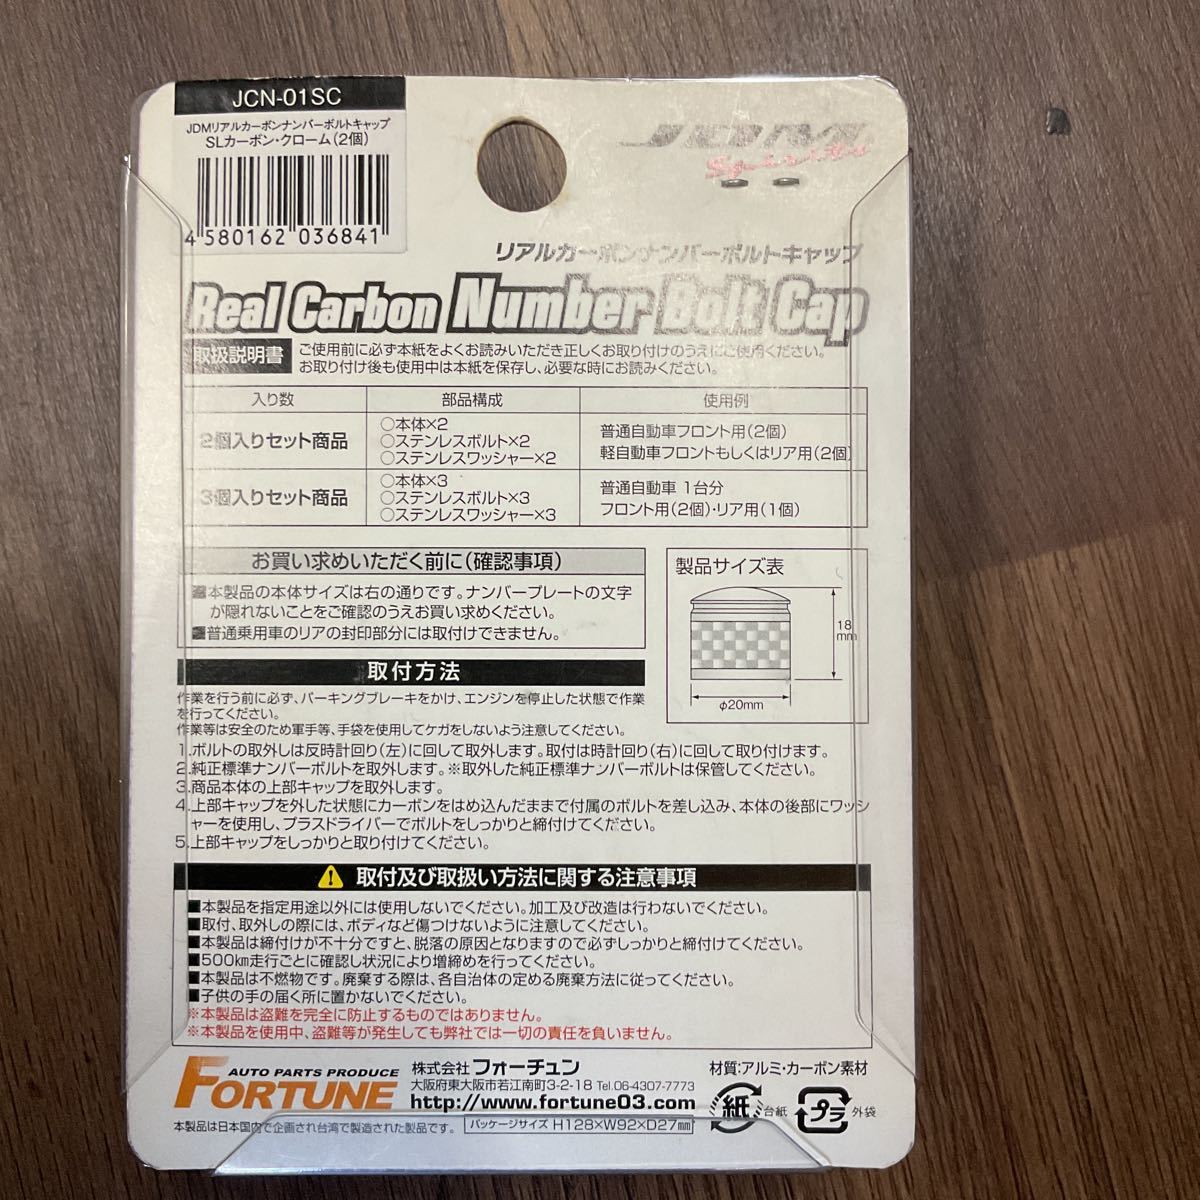 JCN-01SC
JDMリアルカーボンナンバーボルトキャップ
SLカーボン・クローム(2個)
4 580162 036841
JDM
リアルカーボンナンバーボルトキャップ
Real Carbon Number Bolt Cap
取扱説明書
ご使用前に必ず本紙をよくお読みいただき正しくお取り付けのうえにご使用ください。
お取り付け後も使用中は本紙を保存し、必要な時にお読みください。
入り数 部品構成 使用例
2個入りセット商品
○本体×2
○ステンレスボルト×2
○ステンレスワッシャー×2
普通自動車フロント用(2個)
軽自動車フロントもしくはリア用(2個)
3個入りセット商品
○本体×3
○ステンレスボルト×3
○ステンレスワッシャー×3
普通自動車 1台分
フロント用(2個)・リア用(1個)
お買い求めいただく前に(確認事項)
■本製品の本体サイズは右の通りです。ナンバープレートの文字
が隠れないことをご確認のうえお買い求めください。
■普通乗用車のリアの封印部分には取付けできません。
製品サイズ表
18
mm
φ20mm
取付方法
作業を行う前に必ず、パーキングブレーキをかけ、エンジンを停止した状態で作業
を行ってください。
作業等は安全のため軍手等、手袋を使用してケガをしないよう注意してください。
1.ボルトの取外しは反時計回り(左)に回して取外します。取付は時計回り(右)に回して取り付けます。
2.純正標準ナンバーボルトを取外します。※取外した純正標準ナンバーボルトは保管してください。
3.商品本体の上部キャップを取外します。
4.上部キャップを外した状態にカーボンをはめ込んだままで付属のボルトを差し込み、本体の後部にワッシ
ャーを使用し、プラスドライバーでボルトをしっかりと締付けてください。
5.上部キャップをしっかりと取り付けてください。
取付及び取扱い方法に関する注意事項
■本製品を指定用途以外には使用しないでください。加工及び改造は行わないでください。
■取付、取外しの際には、ボディなど傷つけないように注意してください。
■本製品は締付けが不十分ですと、脱落の原因となりますので必ずしっかりと締付けてください。
■500km走行ごとに確認し状況により増締めを行ってください。
■本製品は不燃物です。廃棄する際は、各自治体の定める廃棄方法に従ってください。
■子供の手の届く所に置かないでください。
※本製品は盗難を完全に防止するものではありません。
※本製品を使用中、盗難等が発生しても弊社では一切の責任を負いません。
AUTO PARTS PRODUCE
FORTUNE
株式会社 フォーチュン
大阪府東大阪市若江南町3-2-18 Tel.06-4307-7773
http://www.fortune03.com
材質:アルミ・カーボン素材
紙 台紙 プラ 外袋
本製品は日本国内で企画され台湾で製造された製品です。
パッケージサイズ H128×W92×D27mm